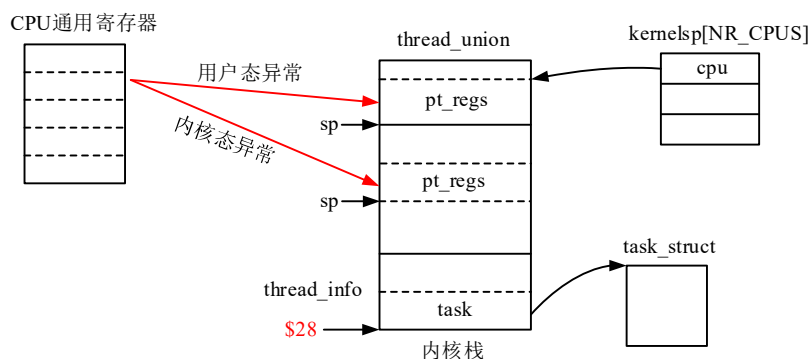 CPU通用寄存器
thread_union
kernelsp[NR_CPUS]
cpu
用户态异常
pt_regs
sp
内核态异常
pt_regs
sp
task_struct
thread_info
task
$28
内核栈